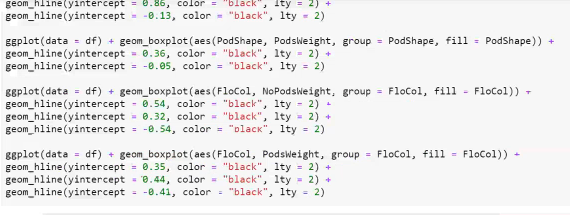 geom_hline(yintercept = 0.86, color = "black", lty = 2) +
geom_hline(yintercept = -0.13, color = "black", lty = 2)
ggplot(data = df) + geom_boxplot(aes(PodShape, PodsWeight, group = PodShape, fill = PodShape)) +
geom_hline(yintercept = 0.36, color = "black", lty = 2) +
geom_hline(yintercept = -0.05, color = "black", lty = 2)
ggplot(data = df) + geom_boxplot(aes(FloCol, NoPodsWeight, group = FloCol, fill = FloCol)) +
geom_hline(yintercept = 0.54, color = "black", lty = 2) +
geom_hline(yintercept = 0.32, color = "black", lty = 2) +
geom_hline(yintercept = -0.54, color = "black", lty = 2)
ggplot(data = df) + geom_boxplot(aes(FloCol, PodsWeight, group = FloCol, fill = FloCol)) +
geom_hline(yintercept = 0.35, color = "black", lty = 2) +
geom_hline(yintercept = 0.44, color = "black", lty = 2) +
geom_hline(yintercept = -0.41, color = "black", lty = 2)